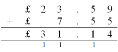 £ 2 3 . 5 9
+ £ 7 . 5 5
£ 3 1 . 1 4
1 1 1